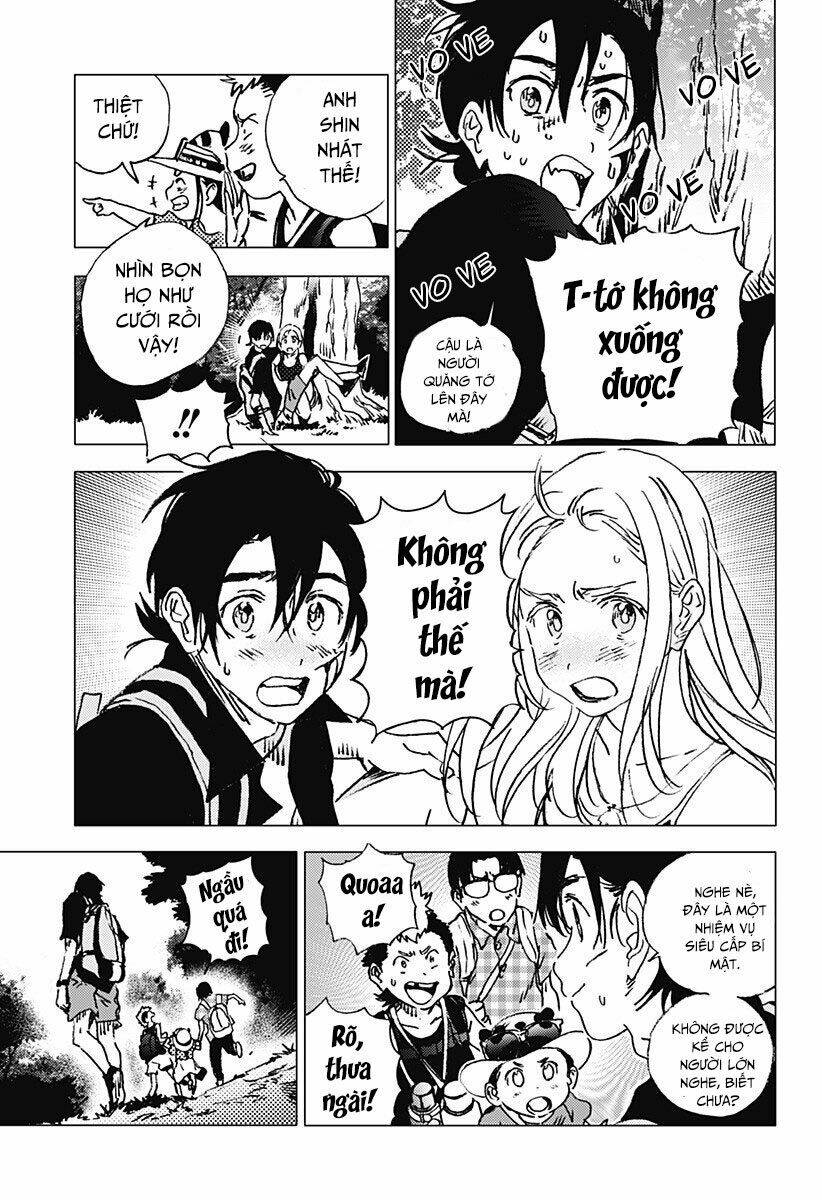 VO VE
VO VE
VO VE
VO VE
T-tớ không
xuống
được!
CẬU LÀ
NGƯỜI
QUÀNG TỚ
LÊN ĐÂY
MÀ!
ANH
SHIN
NHÁT
THẾ!
THIỆT
CHỨ!
NHÌN BỌN
HỌ NHƯ
CƯỚI RỒI
VẬY!
!!
Không
phải
thế
mà!
NGHE NÈ,
ĐÂY LÀ MỘT
NHIỆM VỤ
SIÊU CẤP BÍ
MẬT.
KHÔNG ĐƯỢC
KỂ CHO
NGƯỜI LỚN
NGHE, BIẾT
CHƯA?
Quoaa
a!
Rõ,
thưa
ngài!
Ngầu
quá
đi!